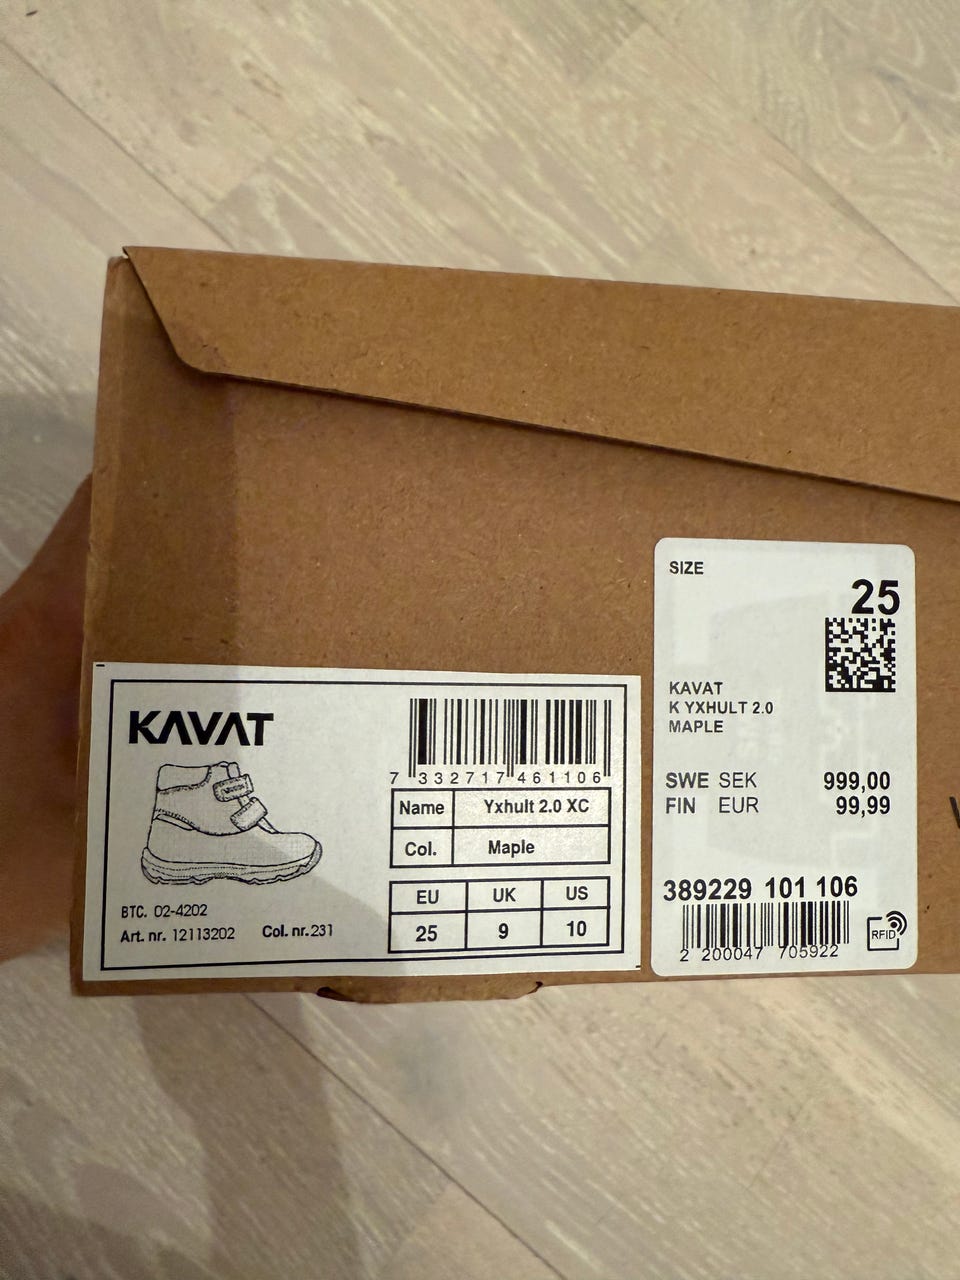 KAVAT
7 332717 461106
Name Yxhult 2.0 XC
Col. Maple
EU UK US
25 9 10
BTC. 02-4202
Art. nr. 12113202 Col. nr.231
SIZE
25
KAVAT
K YXHULT 2.0
MAPLE
SWE SEK 999,00
FIN EUR 99,99
389229 101 106
2 200047 705922
RFID